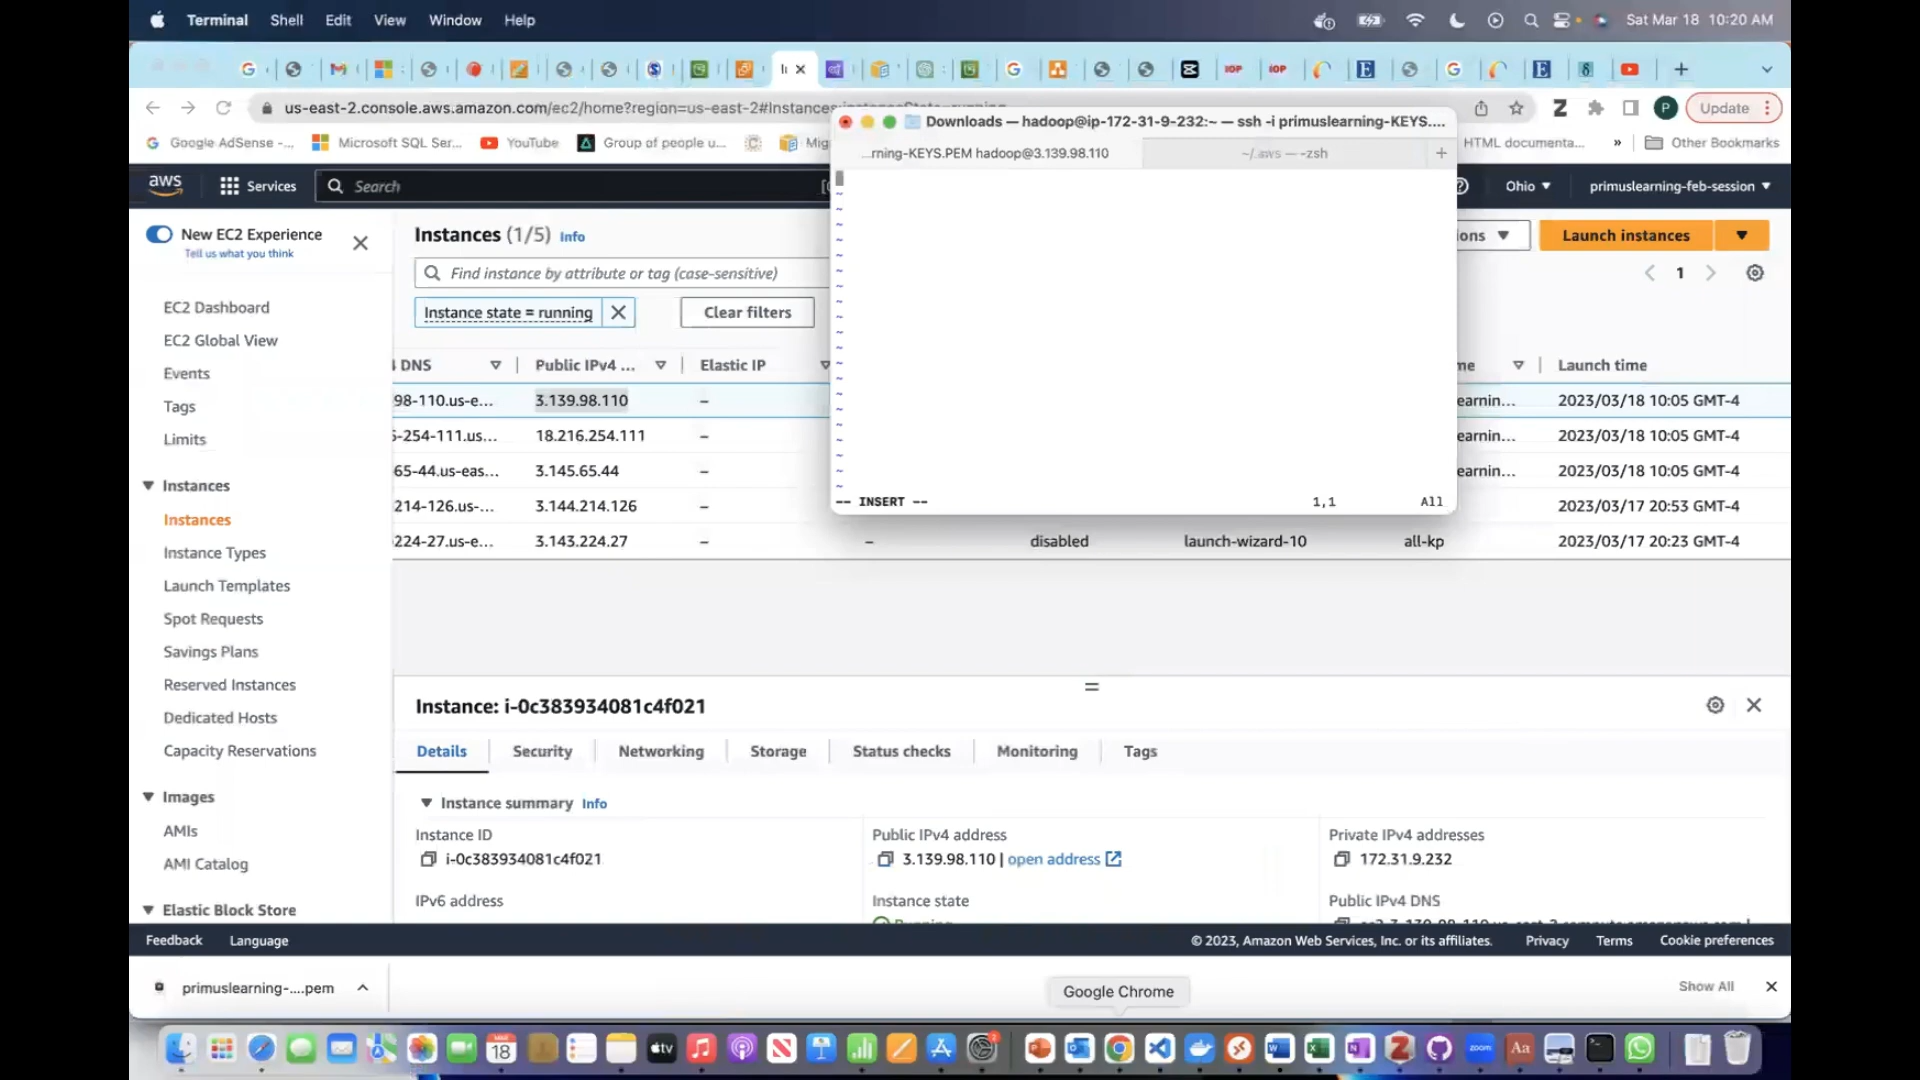 Terminal Shell Edit View Window Help Sat Mar 18 10:20 AM
us-east-2.console.aws.amazon.com/ec2/home?region=us-east-2#Instances:instanceState=running
Update
Google AdSense -... Microsoft SQL Ser... YouTube Group of people u... Mig
HTML documenta... » Other Bookmarks
Downloads — hadoop@ip-172-31-9-232:~ — ssh -i primuslearning-KEYS....
...rning-KEYS.PEM hadoop@3.139.98.110 ~/.aws — -zsh +
-- INSERT -- 1,1 All
aws Services Search Ohio primuslearning-feb-session
New EC2 Experience
Tell us what you think
EC2 Dashboard
EC2 Global View
Events
Tags
Limits
Instances
Instances
Instance Types
Launch Templates
Spot Requests
Savings Plans
Reserved Instances
Dedicated Hosts
Capacity Reservations
Images
AMIs
AMI Catalog
Elastic Block Store
Instances (1/5) Info
ions Launch instances
Find instance by attribute or tag (case-sensitive)
1
Instance state = running Clear filters
DNS Public IPv4 ... Elastic IP me Launch time
98-110.us-e... 3.139.98.110 – earnin... 2023/03/18 10:05 GMT-4
-254-111.us... 18.216.254.111 – earnin... 2023/03/18 10:05 GMT-4
65-44.us-eas... 3.145.65.44 – earnin... 2023/03/18 10:05 GMT-4
214-126.us-... 3.144.214.126 – 2023/03/17 20:53 GMT-4
224-27.us-e... 3.143.224.27 – – disabled launch-wizard-10 all-kp 2023/03/17 20:23 GMT-4
Instance: i-0c383934081c4f021
Details Security Networking Storage Status checks Monitoring Tags
Instance summary Info
Instance ID
i-0c383934081c4f021
Public IPv4 address
3.139.98.110 | open address
Private IPv4 addresses
172.31.9.232
IPv6 address
Instance state
Running
Public IPv4 DNS
Feedback Language © 2023, Amazon Web Services, Inc. or its affiliates. Privacy Terms Cookie preferences
primuslearning-....pem Show All
Google Chrome